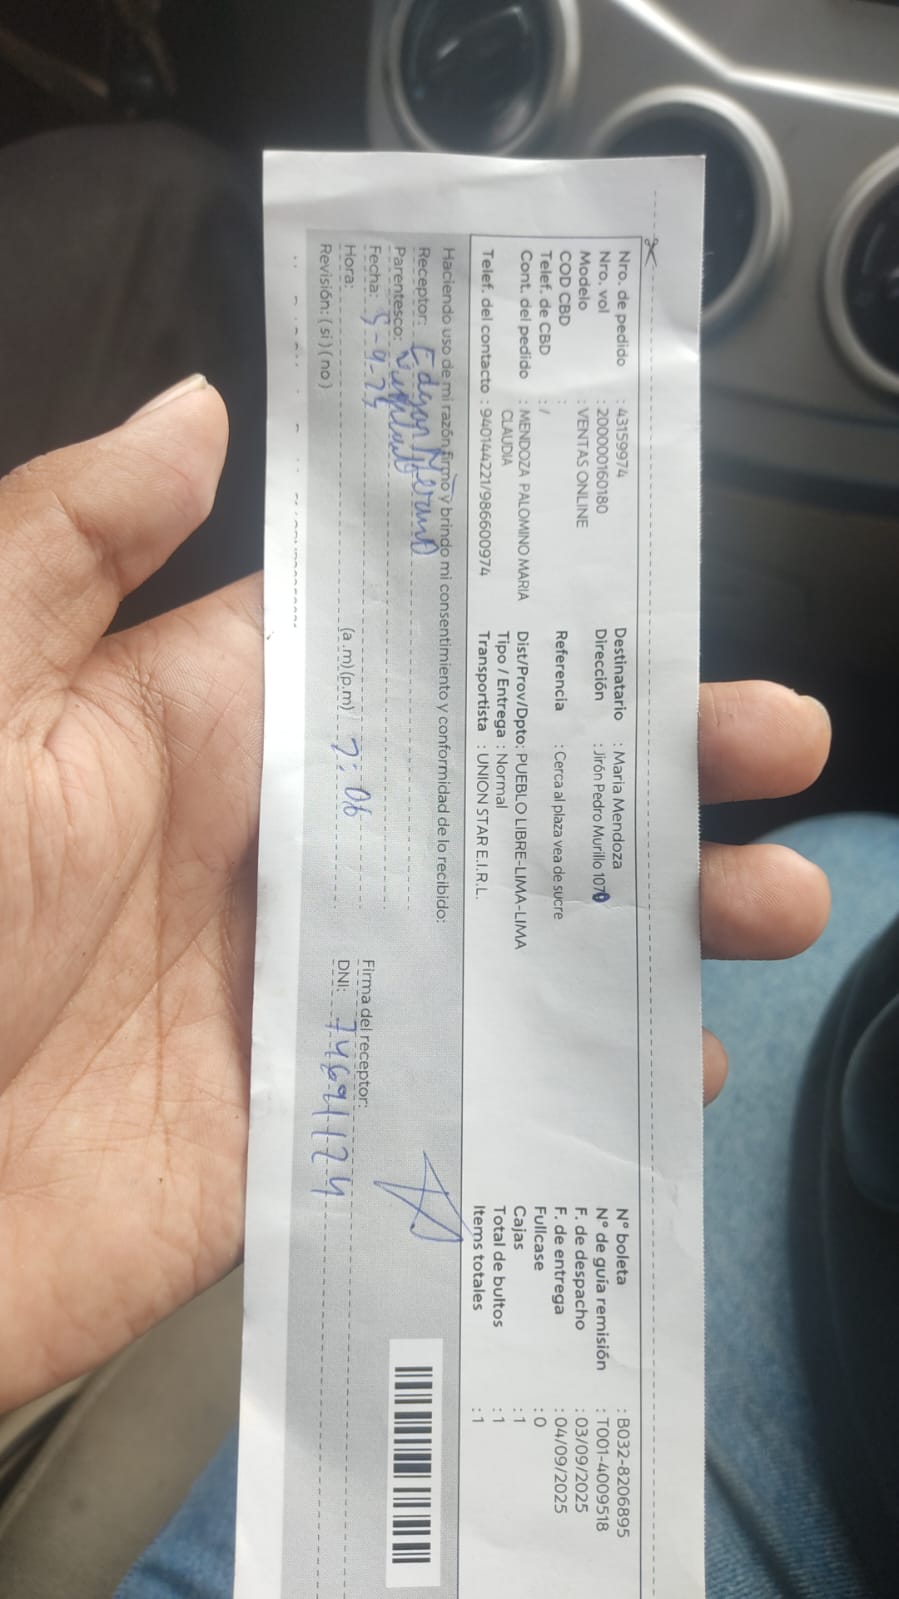 Nro. de pedido : 43159974
Nro. vol : 200000160180
Modelo : VENTAS ONLINE
COD CBD :
Telef. de CBD : /
Cont. del pedido : MENDOZA PALOMINO MARIA
CLAUDIA
Telef. del contacto : 940144221/986600974
Destinatario : Maria Mendoza
Dirección : Jirón Pedro Murillo 1070
Referencia : Cerca al plaza vea de sucre
Dist/Prov/Dpto: PUEBLO LIBRE-LIMA-LIMA
Tipo / Entrega : Normal
Transportista : UNION STAR E.I.R.L.
N° boleta : B032-8206895
N° de guia remisión : T001-4009518
F. de despacho : 03/09/2025
F. de entrega : 04/09/2025
Fullcase : 0
Cajas : 1
Total de bultos : 1
Items totales : 1
Haciendo uso de mi razón firmo y brindo mi consentimiento y conformidad de lo recibido:
Receptor: Edgar
Parentesco:
Fecha: 5-9-25
Hora: (a.m)(p.m) 2:06
Revisión: ( si ) ( no )
Firma del receptor:
DNI: 74691124